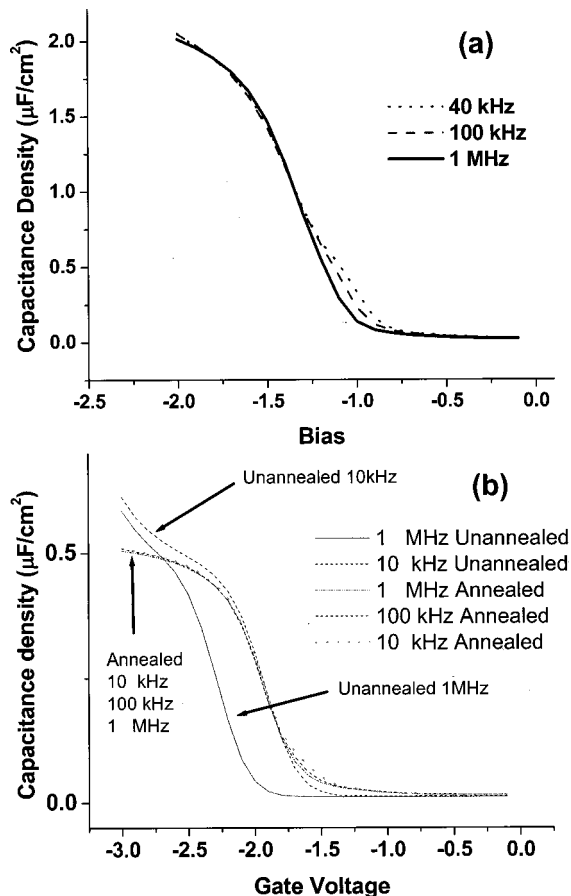 (a)
Capacitance Density (μF/cm²)
2.0
1.5
1.0
0.5
0.0
40 kHz
100 kHz
1 MHz
-2.5 -2.0 -1.5 -1.0 -0.5 0.0
Bias
(b)
Capacitance density (μF/cm²)
0.5
0.0
Unannealed 10kHz
1 MHz Unannealed
10 kHz Unannealed
1 MHz Annealed
100 kHz Annealed
10 kHz Annealed
Annealed
10 kHz
100 kHz
1 MHz
Unannealed 1MHz
-3.0 -2.5 -2.0 -1.5 -1.0 -0.5 0.0
Gate Voltage